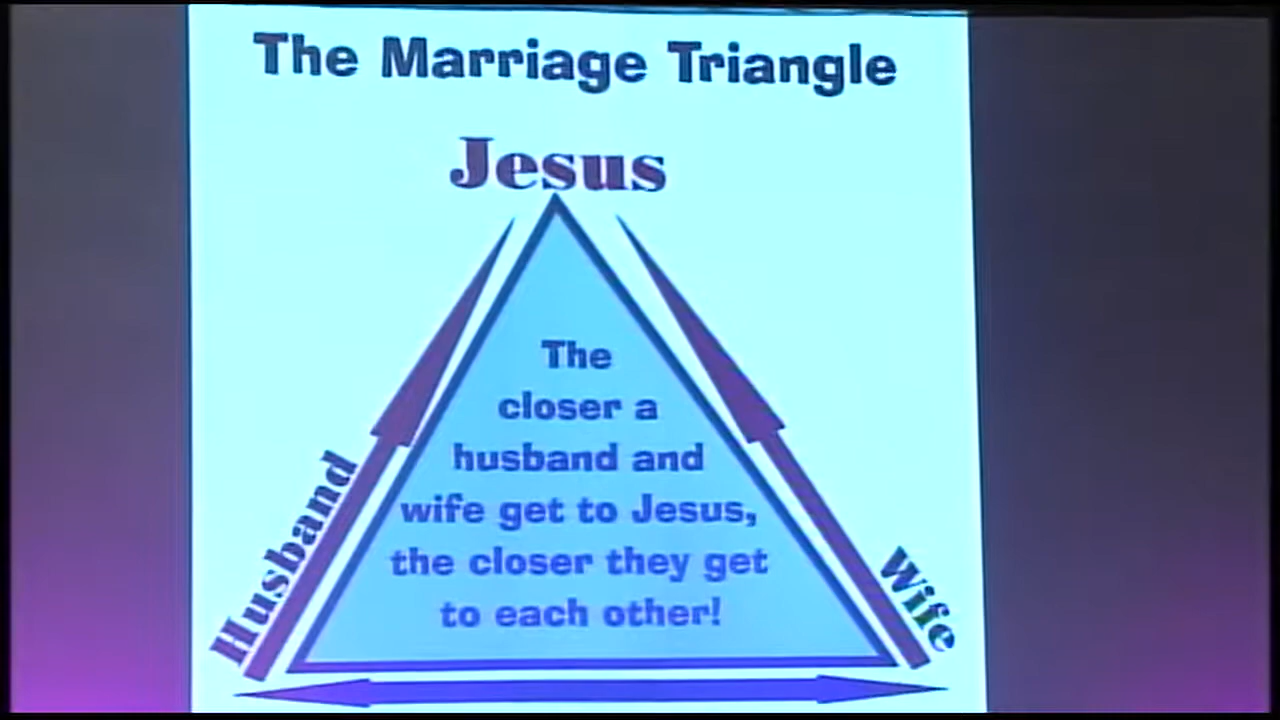 The Marriage Triangle
Jesus
The
closer a
husband and
wife get to Jesus,
the closer they get
to each other!
Husband
Wife